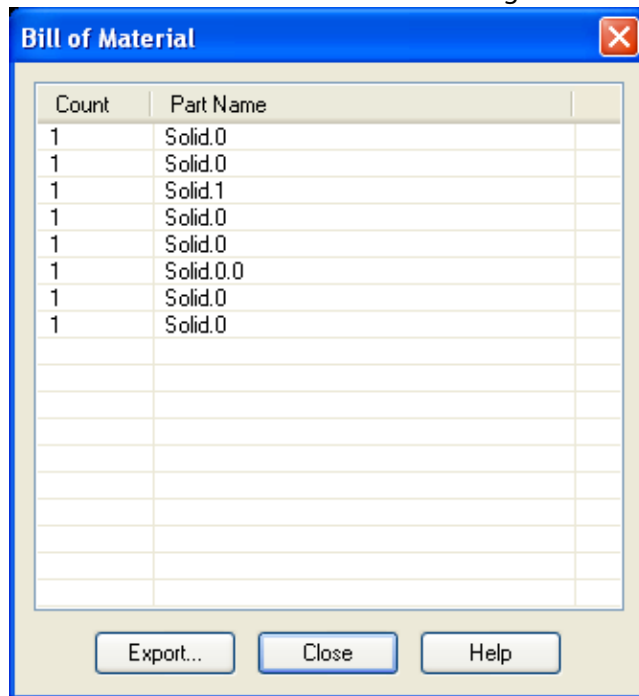 Bill of Material
Count Part Name
1 Solid.0
1 Solid.0
1 Solid.1
1 Solid.0
1 Solid.0
1 Solid.0.0
1 Solid.0
1 Solid.0
Export... Close Help